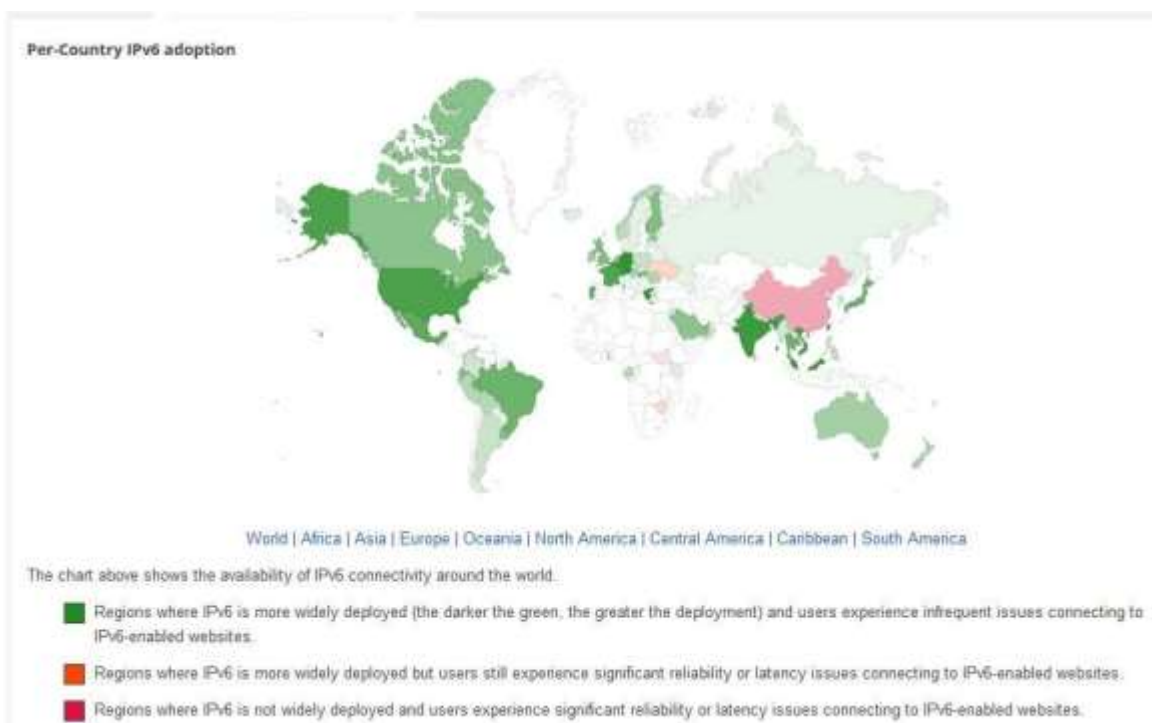 Per-Country IPv6 adoption
World | Africa | Asia | Europe | Oceania | North America | Central America | Caribbean | South America
The chart above shows the availability of IPv6 connectivity around the world.
Regions where IPv6 is more widely deployed (the darker the green, the greater the deployment) and users experience infrequent issues connecting to
IPv6-enabled websites.
Regions where IPv6 is more widely deployed but users still experience significant reliability or latency issues connecting to IPv6-enabled websites.
Regions where IPv6 is not widely deployed and users experience significant reliability or latency issues connecting to IPv6-enabled websites.